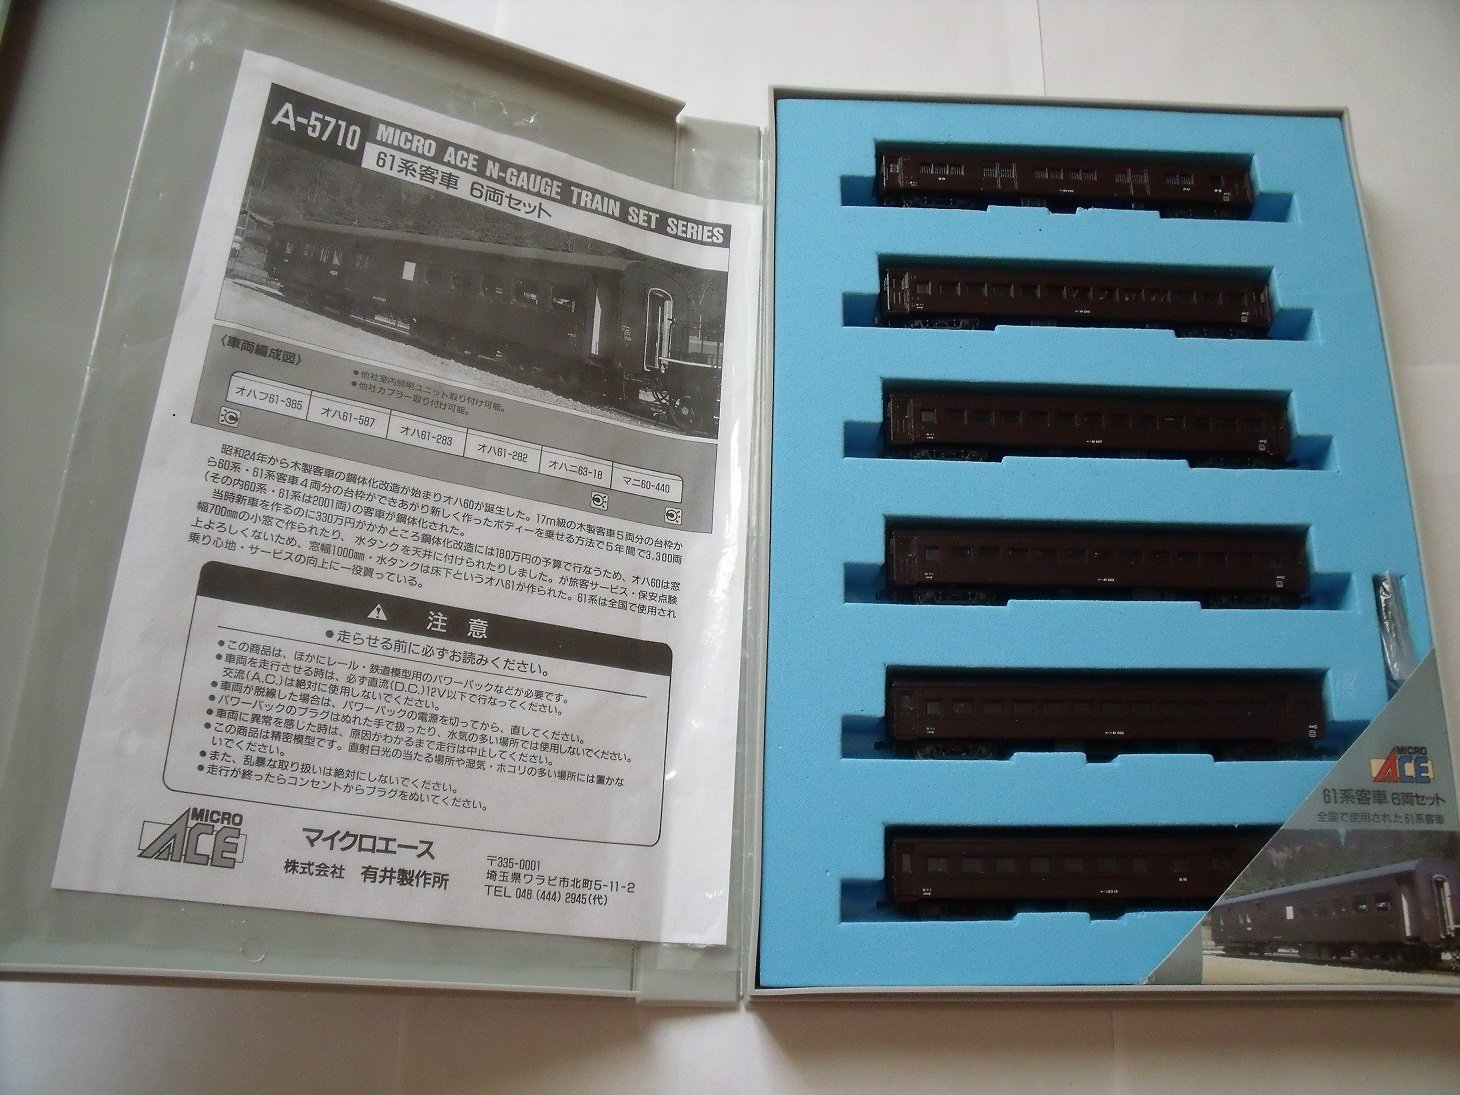 A-5710
MICRO ACE N-GAUGE TRAIN SET SERIES
61系客車 6両セット
〈車両編成図〉
●他社室内照明ユニット取り付け可能。
●他社カプラー取り付け可能。
オハフ61-385
オハ61-587
オハ61-283
オハ61-282
オハニ63-18
マニ60-440
昭和24年から木製客車の鋼体化改造が始まりオハ60が誕生した。17m級の木製客車5両分の台枠か
ら60系・61系客車4両分の台枠ができあがり新しく作ったボディーを乗せる方法で5年間で3,300両
(その内60系・61系は2001両)の客車が鋼体化された。
当時新車を作るのに330万円がかかところ鋼体化改造には180万円の予算で行なうため、オハ60は窓
幅700㎜の小窓で作られたり、水タンクを天井に付けられたりしました。が旅客サービス・保安点験
上よろしくないため、窓幅1000㎜・水タンクは床下というオハ61が作られた。61系は全国で使用され
乗り心地・サービスの向上に一役買っている。
注 意
●走らせる前に必ずお読みください。
●この商品は、ほかにレール・鉄道模型用のパワーパックなどが必要です。
●車両を走行させる時は、必ず直流(D.C.)12V以下で行なってください。
交流(A.C.)は絶対に使用しないでください。
●車両が脱線した場合は、パワーパックの電源を切ってから、直してください。
●パワーパックのプラグはぬれた手で扱ったり、水気の多い場所では使用しないでください。
●車両に異常を感じた時は、原因がわかるまで走行は中止してください。
●この商品は精密模型です。直射日光の当たる場所や湿気・ホコリの多い場所には置かな
いでください。
●また、乱暴な取り扱いは絶対にしないでください。
●走行が終ったらコンセントからプラグをぬいてください。
MICRO
ACE
マイクロエース
株式会社 有井製作所
〒335-0001
埼玉県ワラビ市北町5-11-2
TEL 048 (444) 2945(代)
MICRO
ACE
61系客車 6両セット
全国で使用された61系客車